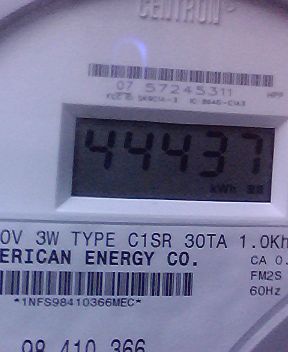 CENTRON
07 57245311
44437
kWh
0V 3W TYPE C1SR 30TA 1.0Kh
ERICAN ENERGY CO.
CA 0.
FM2S
60Hz
*1NFS98410366MEC*
98 410 366